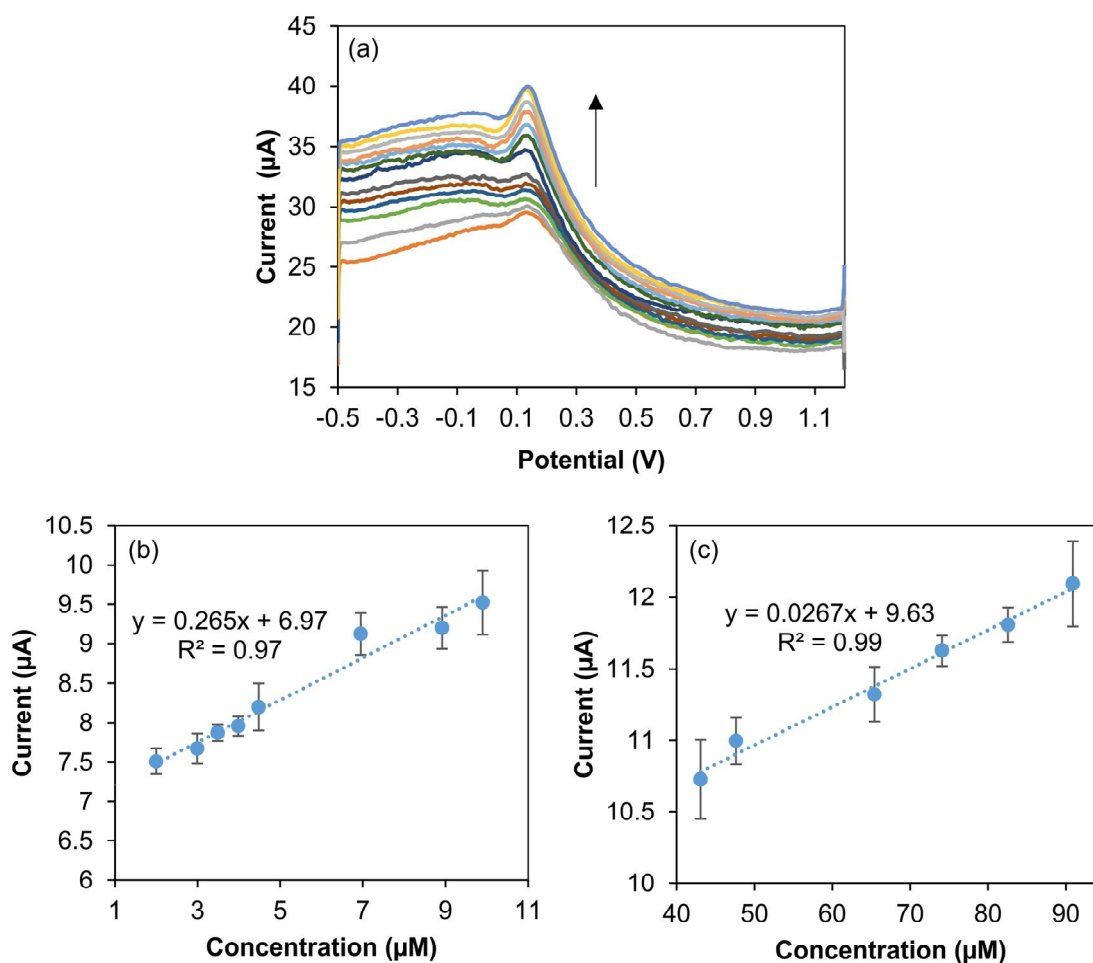 (a)
45
40
35
30
25
20
15
Current (µA)
-0.5 -0.3 -0.1 0.1 0.3 0.5 0.7 0.9 1.1
Potential (V)
(b)
10.5
10
9.5
9
8.5
8
7.5
7
6.5
6
Current (µA)
y = 0.265x + 6.97
R² = 0.97
1 3 5 7 9 11
Concentration (µM)
(c)
12.5
12
11.5
11
10.5
10
Current (µA)
y = 0.0267x + 9.63
R² = 0.99
40 50 60 70 80 90
Concentration (µM)